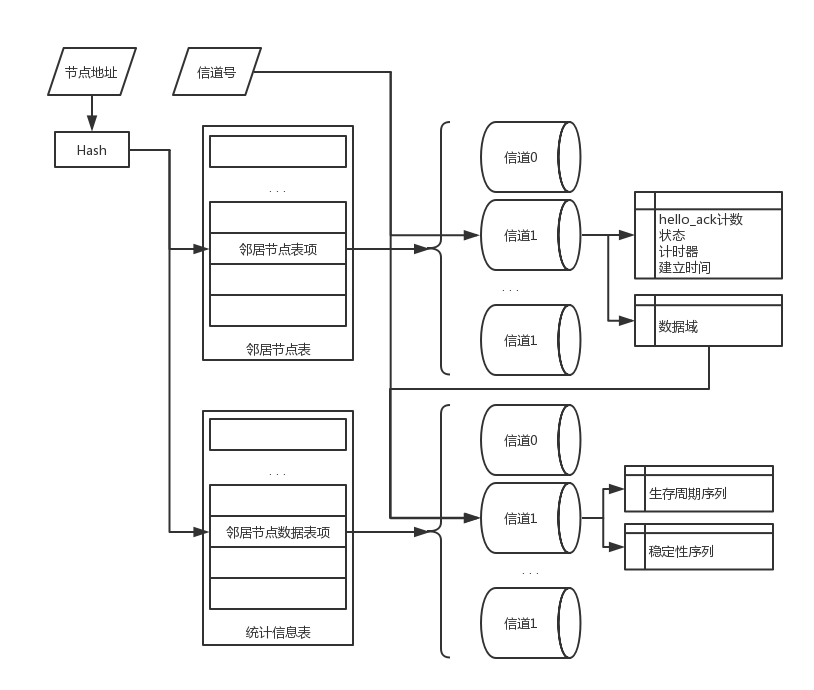 节点地址
信道号
Hash
. . .
邻居节点表项
邻居节点表
信道0
信道1
. . .
信道1
hello_ack计数
状态
计时器
建立时间
数据域
. . .
邻居节点数据表项
统计信息表
信道0
信道1
. . .
信道1
生存周期序列
稳定性序列